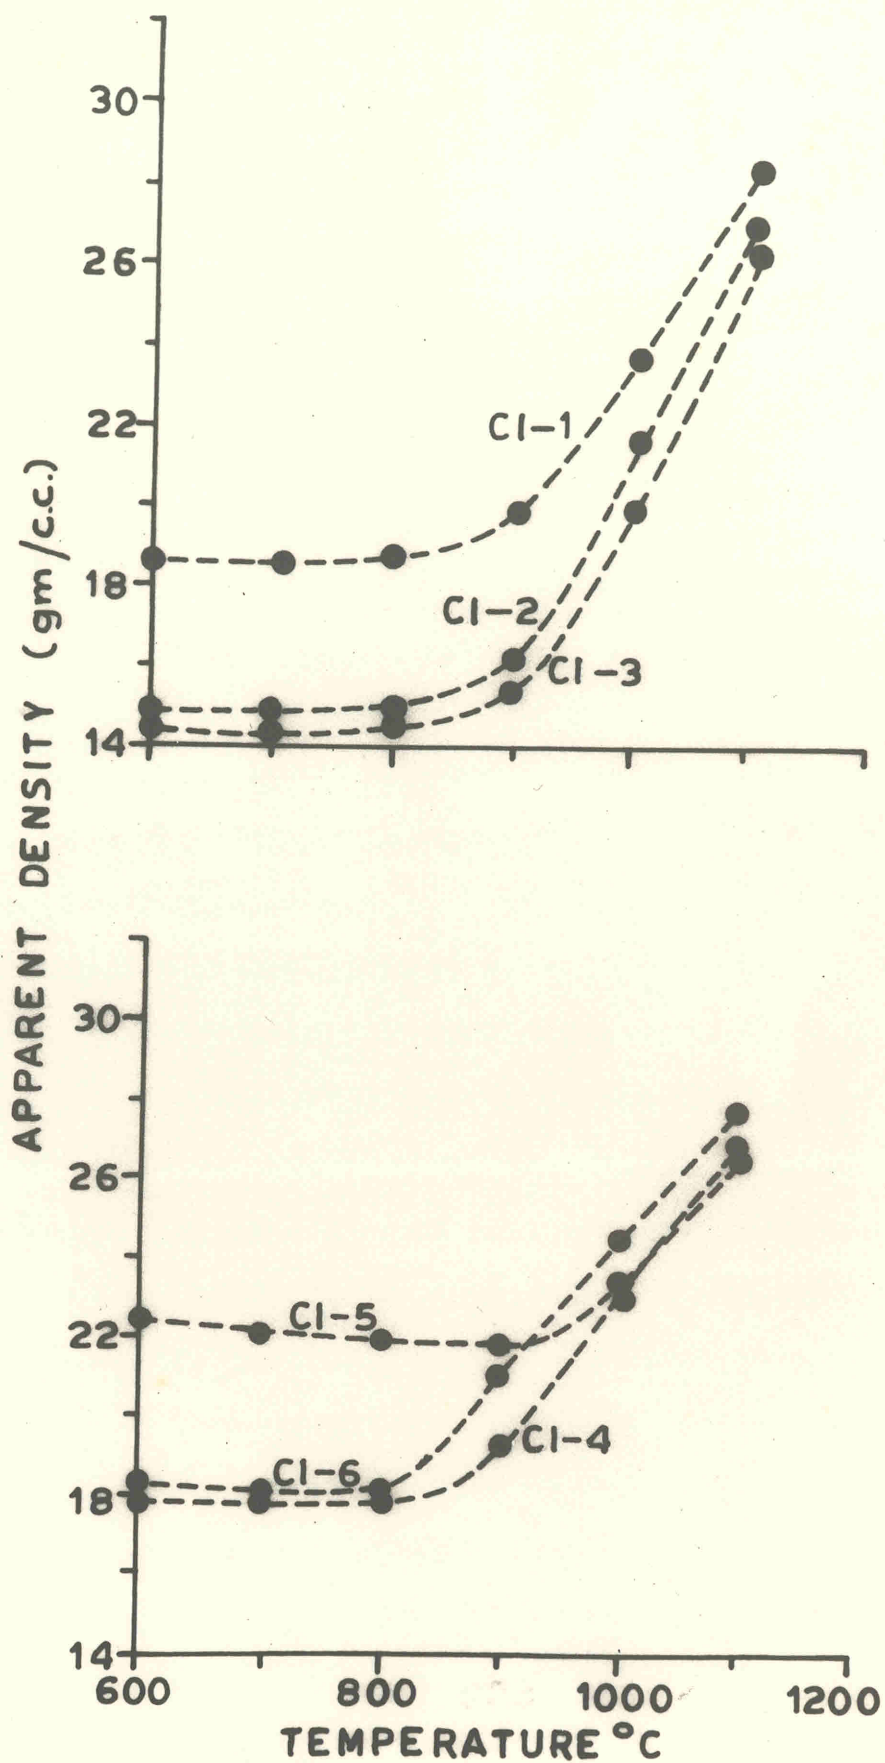 APPARENT DENSITY (gm/c.c.)
30
26
22
18
14
CI-1
CI-2
CI-3
30
26
22
18
14
CI-5
CI-6
CI-4
600 800 1000 1200
TEMPERATURE °C